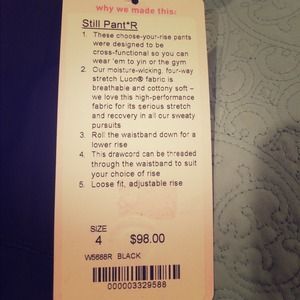 why we made this:
Still Pant*R
1. These choose-your-rise pants
were designed to be
cross-functional so you can
wear 'em to yin or the gym
2. Our moisture-wicking, four-way
stretch Luon® fabric is
breathable and cottony soft –
we love this high-performance
fabric for its serious stretch
and recovery in all our sweaty
pursuits
3. Roll the waistband down for a
lower rise
4. This drawcord can be threaded
through the waistband to suit
your choice of rise
5. Loose fit, adjustable rise
SIZE
4 $98.00
W5688R BLACK
000003329588